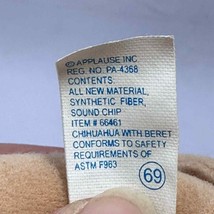 © APPLAUSE INC
REG. NO. PA-4358
CONTENTS:
ALL NEW MATERIAL,
SYNTHETIC FIBER,
SOUND CHIP
ITEM # 66461
CHIHUAHUA WITH BERET
CONFORMS TO SAFETY
REQUIREMENTS OF
ASTM F963
69